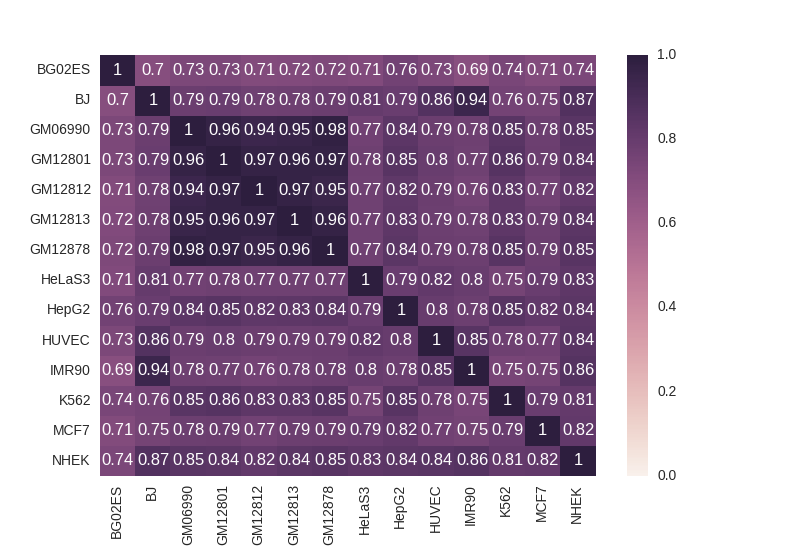 BG02ES 1 0.7 0.73 0.73 0.71 0.72 0.72 0.71 0.76 0.73 0.69 0.74 0.71 0.74 1.0
BJ 0.7 1 0.79 0.79 0.78 0.78 0.79 0.81 0.79 0.86 0.94 0.76 0.75 0.87
GM06990 0.73 0.79 1 0.96 0.94 0.95 0.98 0.77 0.84 0.79 0.78 0.85 0.78 0.85 0.8
GM12801 0.73 0.79 0.96 1 0.97 0.96 0.97 0.78 0.85 0.8 0.77 0.86 0.79 0.84
GM12812 0.71 0.78 0.94 0.97 1 0.97 0.95 0.77 0.82 0.79 0.76 0.83 0.77 0.82
GM12813 0.72 0.78 0.95 0.96 0.97 1 0.96 0.77 0.83 0.79 0.78 0.83 0.79 0.84 0.6
GM12878 0.72 0.79 0.98 0.97 0.95 0.96 1 0.77 0.84 0.79 0.78 0.85 0.79 0.85
HeLaS3 0.71 0.81 0.77 0.78 0.77 0.77 0.77 1 0.79 0.82 0.8 0.75 0.79 0.83
HepG2 0.76 0.79 0.84 0.85 0.82 0.83 0.84 0.79 1 0.8 0.78 0.85 0.82 0.84 0.4
HUVEC 0.73 0.86 0.79 0.8 0.79 0.79 0.79 0.82 0.8 1 0.85 0.78 0.77 0.84
IMR90 0.69 0.94 0.78 0.77 0.76 0.78 0.78 0.8 0.78 0.85 1 0.75 0.75 0.86
K562 0.74 0.76 0.85 0.86 0.83 0.83 0.85 0.75 0.85 0.78 0.75 1 0.79 0.81 0.2
MCF7 0.71 0.75 0.78 0.79 0.77 0.79 0.79 0.79 0.82 0.77 0.75 0.79 1 0.82
NHEK 0.74 0.87 0.85 0.84 0.82 0.84 0.85 0.83 0.84 0.84 0.86 0.81 0.82 1 0.0
BG02ES BJ GM06990 GM12801 GM12812 GM12813 GM12878 HeLaS3 HepG2 HUVEC IMR90 K562 MCF7 NHEK